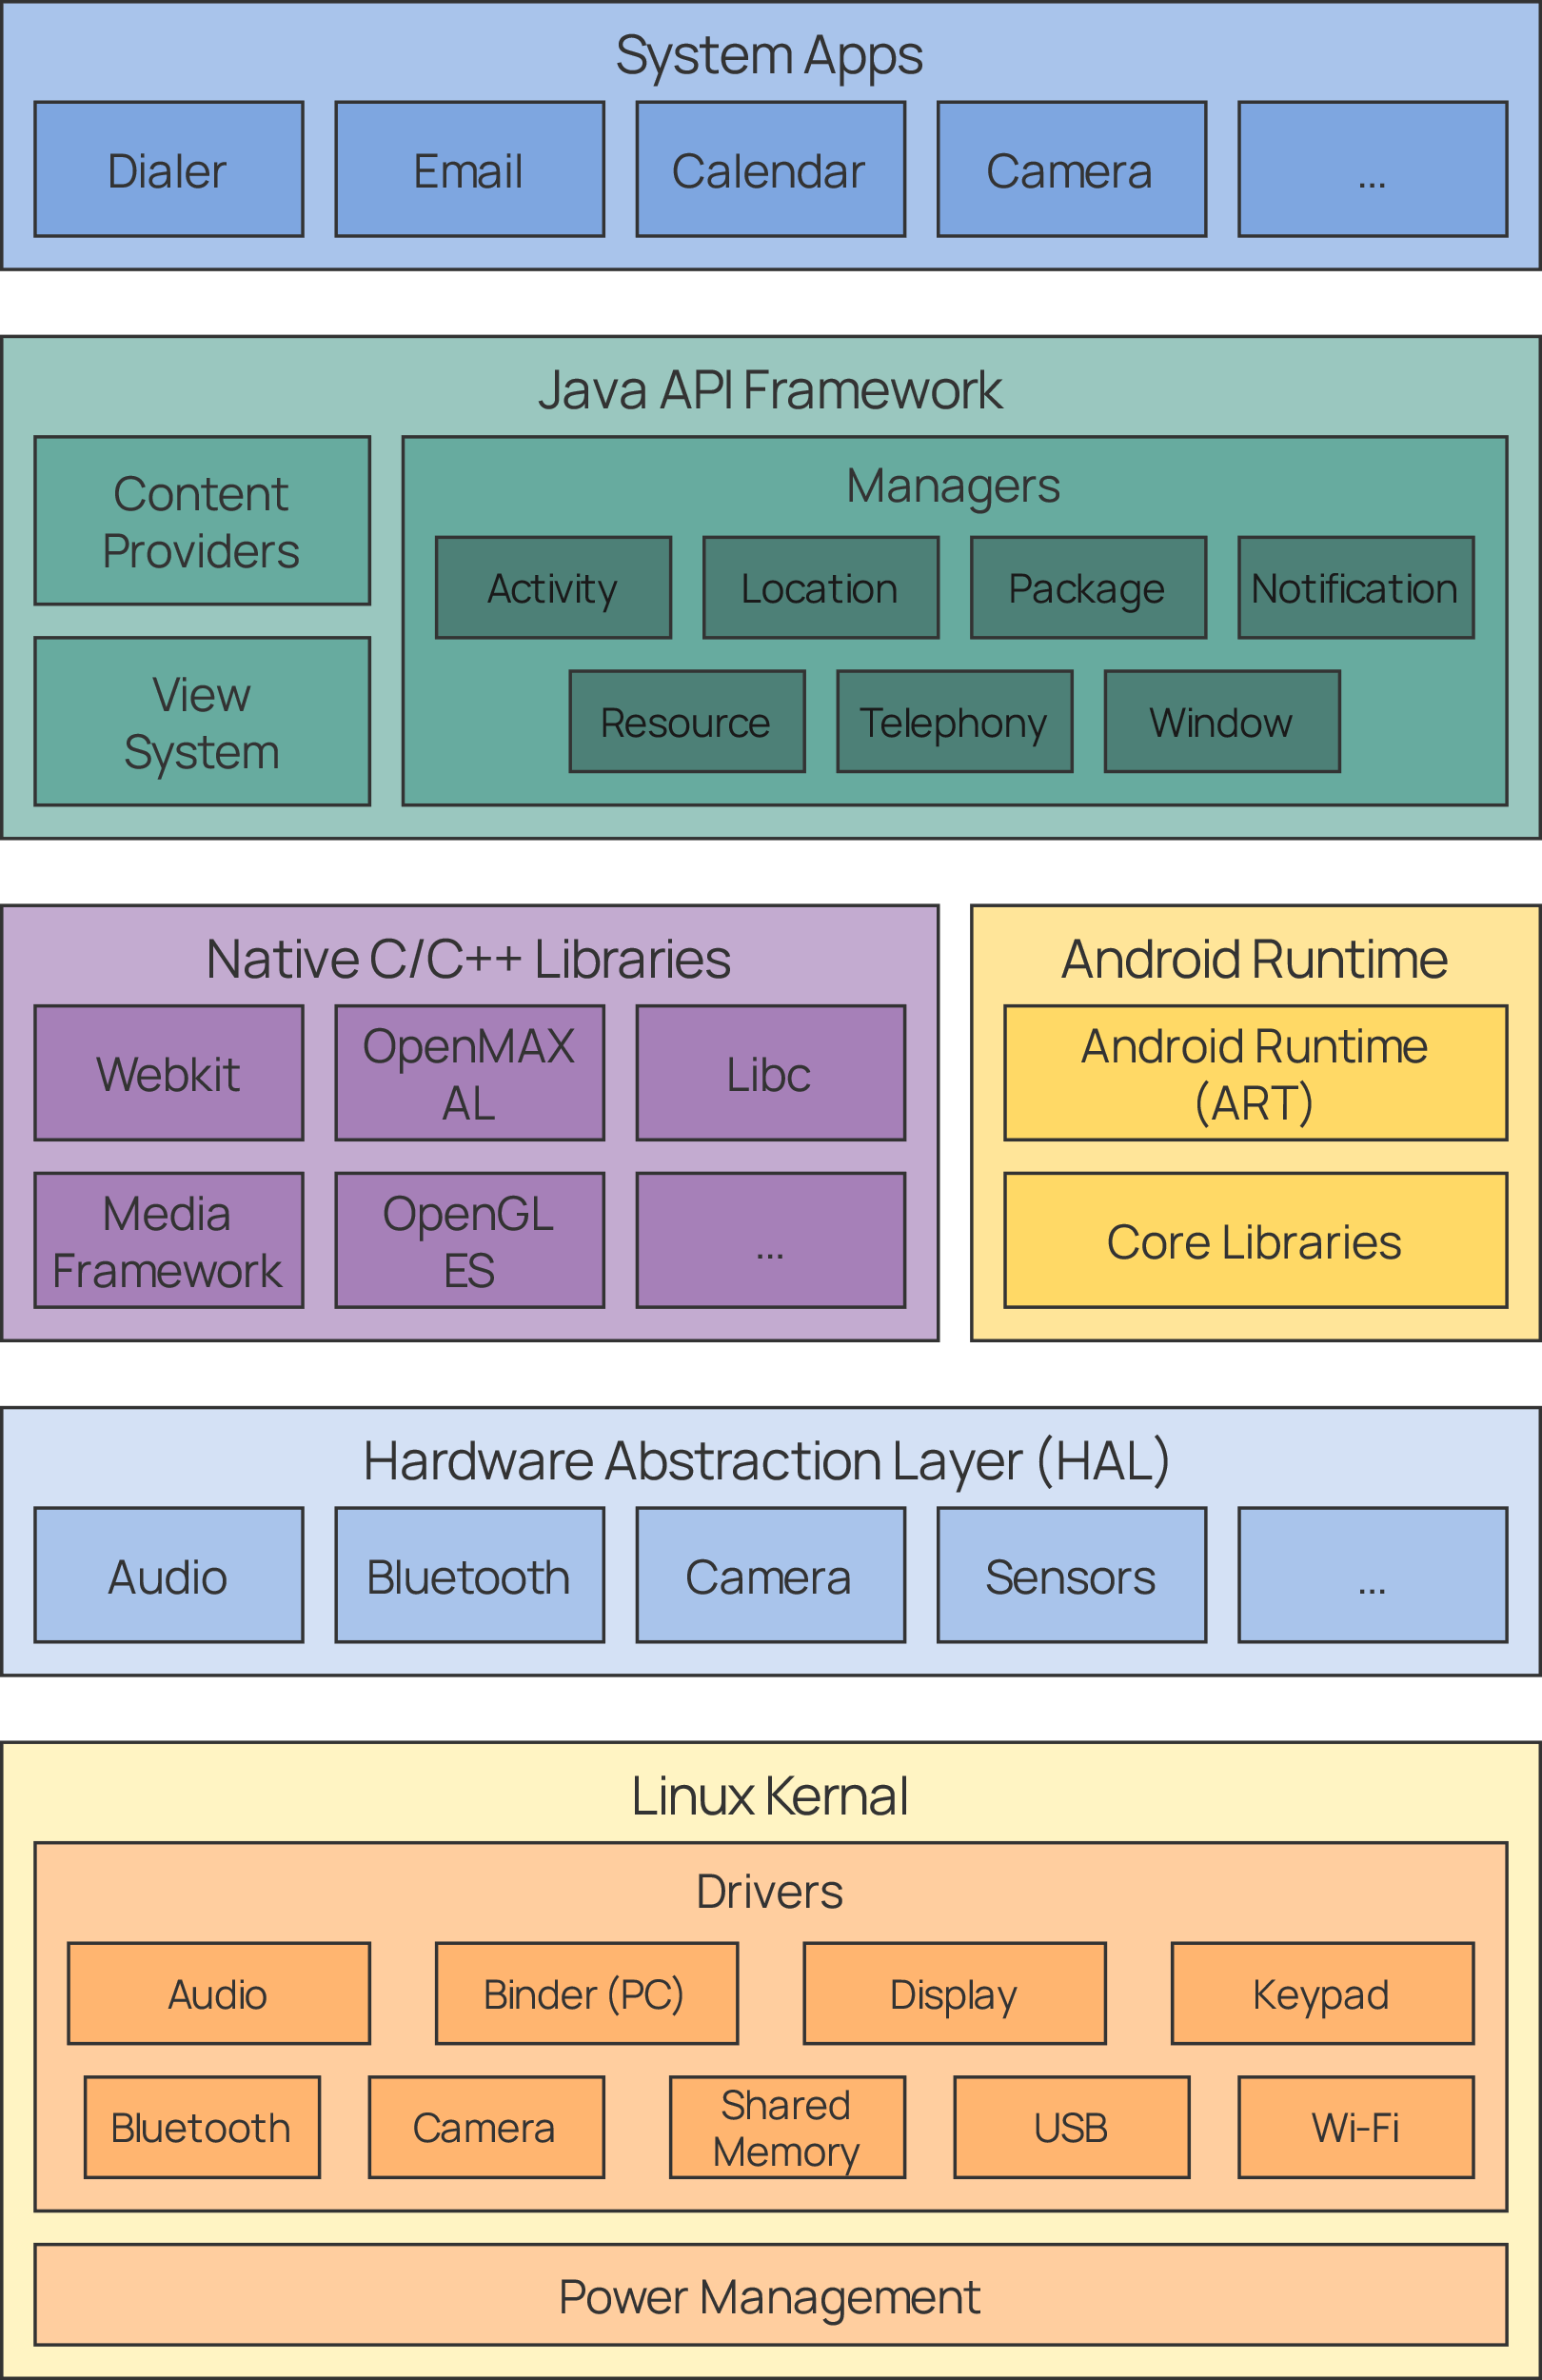 System Apps
Dialer
Email
Calendar
Camera
...
Java API Framework
Content
Providers
View
System
Managers
Activity
Location
Package
Notification
Resource
Telephony
Window
Native C/C++ Libraries
Webkit
OpenMAX
AL
Libc
Media
Framework
OpenGL
ES
...
Android Runtime
Android Runtime
(ART)
Core Libraries
Hardware Abstraction Layer (HAL)
Audio
Bluetooth
Camera
Sensors
...
Linux Kernal
Drivers
Audio
Binder (PC)
Display
Keypad
Bluetooth
Camera
Shared
Memory
USB
Wi-Fi
Power Management